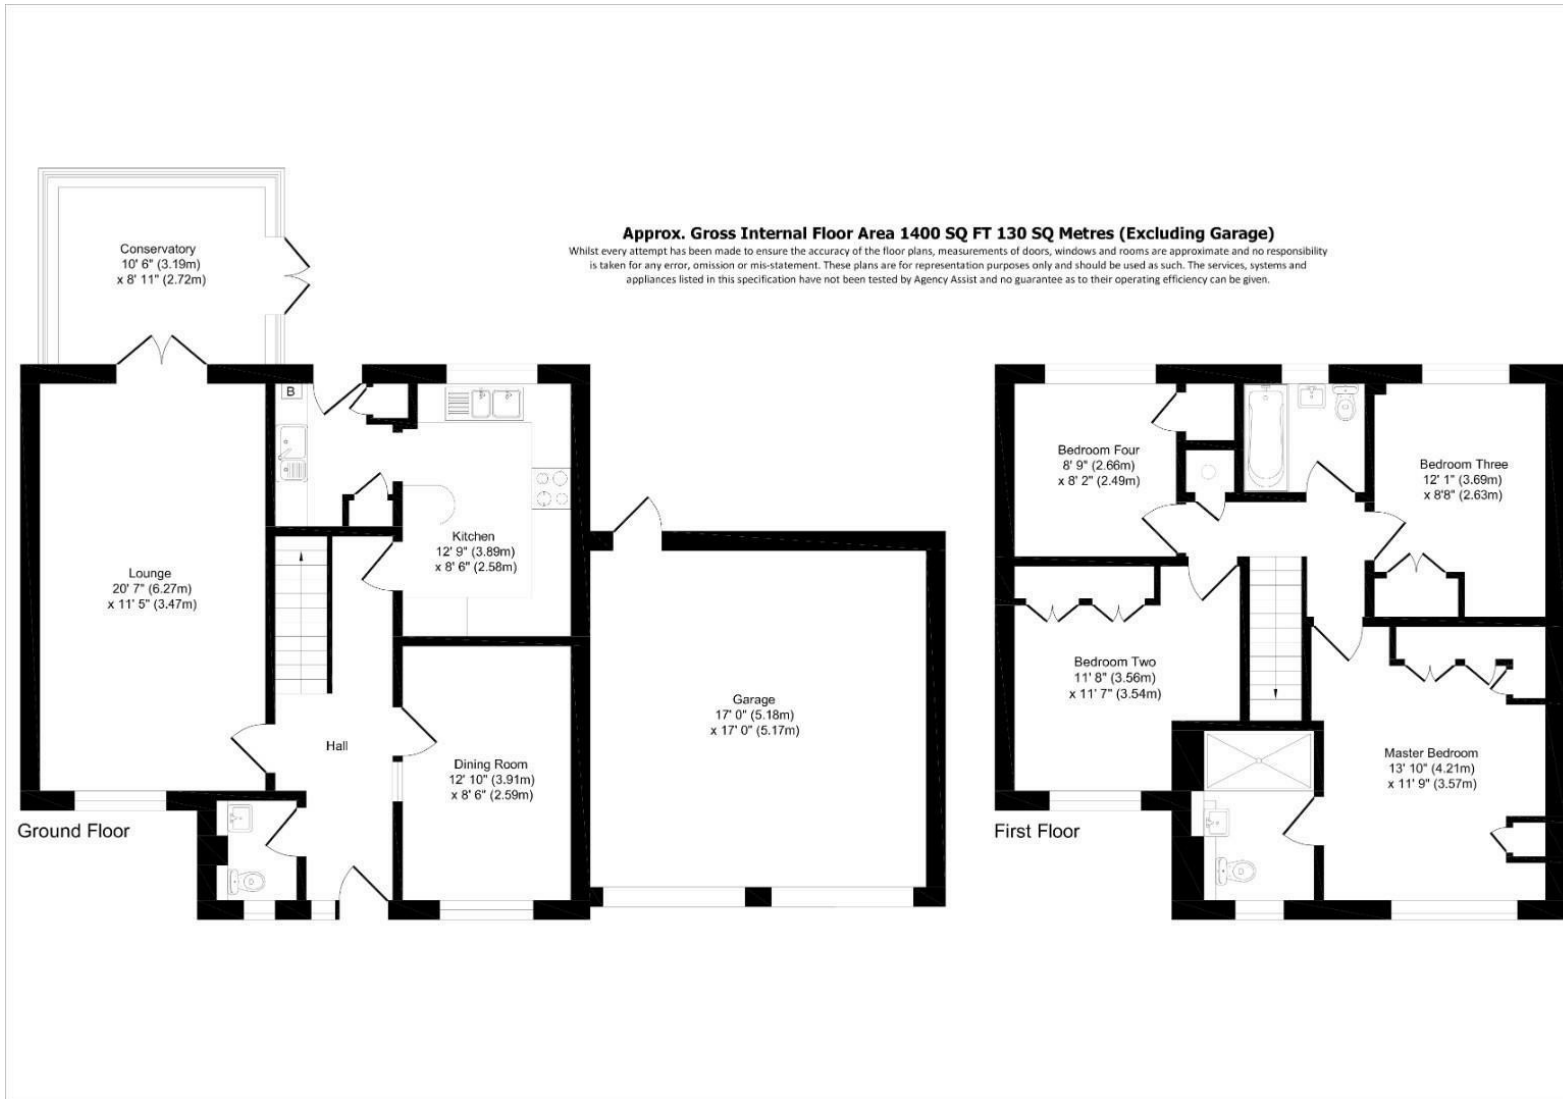 Approx. Gross Internal Floor Area 1400 SQ FT 130 SQ Metres (Excluding Garage)
Whilst every attempt has been made to ensure the accuracy of the floor plans, measurements of doors, windows and rooms are approximate and no responsibility
is taken for any error, omission or mis-statement. These plans are for representation purposes only and should be used as such. The services, systems and
appliances listed in this specification have not been tested by Agency Assist and no guarantee as to their operating efficiency can be given.
Conservatory
10' 6" (3.19m)
x 8' 11" (2.72m)
B
Kitchen
12' 9" (3.89m)
x 8' 6" (2.58m)
Lounge
20' 7" (6.27m)
x 11' 5" (3.47m)
Hall
Dining Room
12' 10" (3.91m)
x 8' 6" (2.59m)
Garage
17' 0" (5.18m)
x 17' 0" (5.17m)
Ground Floor
Bedroom Four
8' 9" (2.66m)
x 8' 2" (2.49m)
Bedroom Three
12' 1" (3.69m)
x 8'8" (2.63m)
Bedroom Two
11' 8" (3.56m)
x 11' 7" (3.54m)
Master Bedroom
13' 10" (4.21m)
x 11' 9" (3.57m)
First Floor